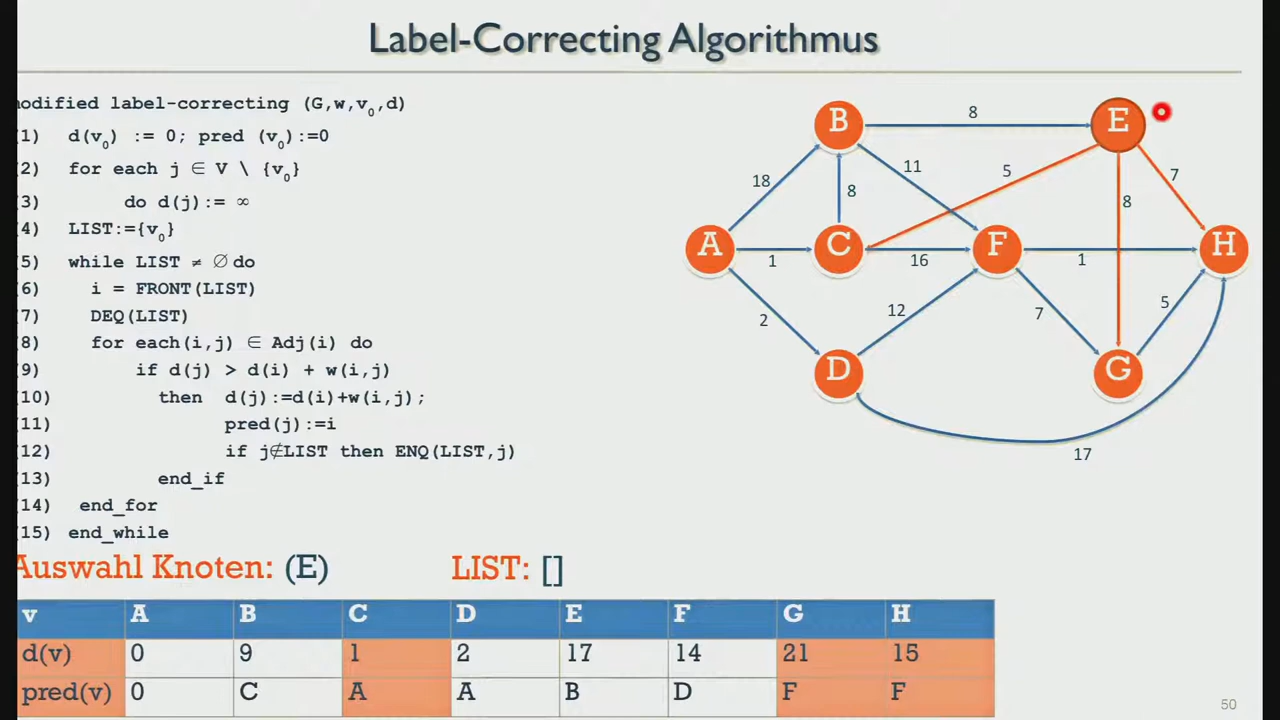 Label-Correcting Algorithmus
modified label-correcting (G,w,v0,d)
(1) d(v0) := 0; pred (v0):=0
(2) for each j ∈ V \ {v0}
(3) do d(j):= ∞
(4) LIST:={v0}
(5) while LIST ≠ ∅ do
(6) i = FRONT(LIST)
(7) DEQ(LIST)
(8) for each(i,j) ∈ Adj(i) do
(9) if d(j) > d(i) + w(i,j)
(10) then d(j):=d(i)+w(i,j);
(11) pred(j):=i
(12) if j∉LIST then ENQ(LIST,j)
(13) end_if
(14) end_for
(15) end_while
B 8 E
18 11 5 7
8 8
A C F H
1 16 1
2 12 7 5
D G
17
Auswahl Knoten: (E) LIST: []
v A B C D E F G H
d(v) 0 9 1 2 17 14 21 15
pred(v) 0 C A A B D F F
50